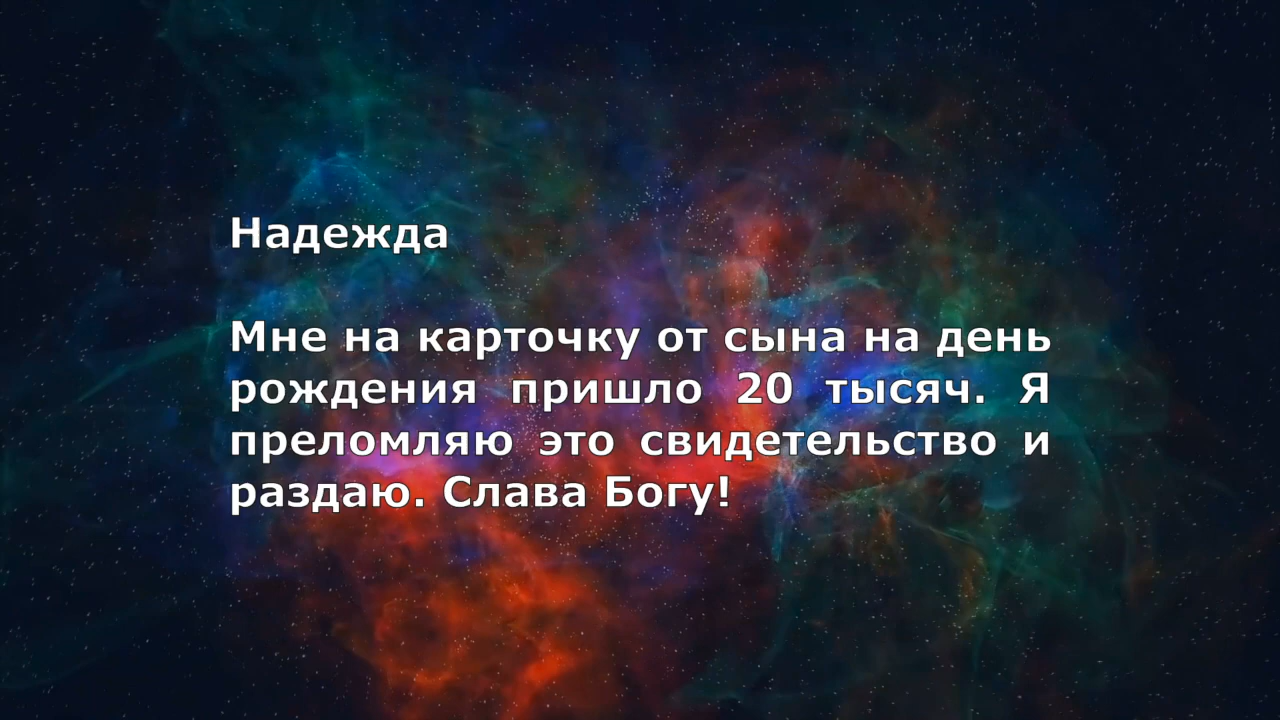 Надежда
Мне на карточку от сына на день
рождения пришло 20 тысяч. Я
преломляю это свидетельство и
раздаю. Слава Богу!